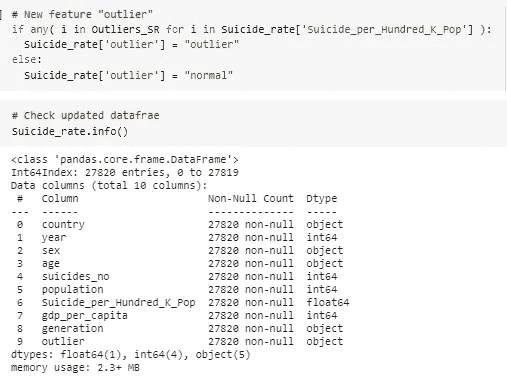 # New feature "outlier"
if any( i in Outliers_SR for i in Suicide_rate['Suicide_per_Hundred_K_Pop'] ):
  Suicide_rate['outlier'] = "outlier"
else:
  Suicide_rate['outlier'] = "normal"
# Check updated datafrae
Suicide_rate.info()
<class 'pandas.core.frame.DataFrame'>
Int64Index: 27820 entries, 0 to 27819
Data columns (total 10 columns):
 #   Column                    Non-Null Count  Dtype
---  ------                    --------------  -----
 0   country                   27820 non-null  object
 1   year                      27820 non-null  int64
 2   sex                       27820 non-null  object
 3   age                       27820 non-null  object
 4   suicides_no               27820 non-null  int64
 5   population                27820 non-null  int64
 6   Suicide_per_Hundred_K_Pop  27820 non-null  float64
 7   gdp_per_capita            27820 non-null  int64
 8   generation                27820 non-null  object
 9   outlier                   27820 non-null  object
dtypes: float64(1), int64(4), object(5)
memory usage: 2.3+ MB